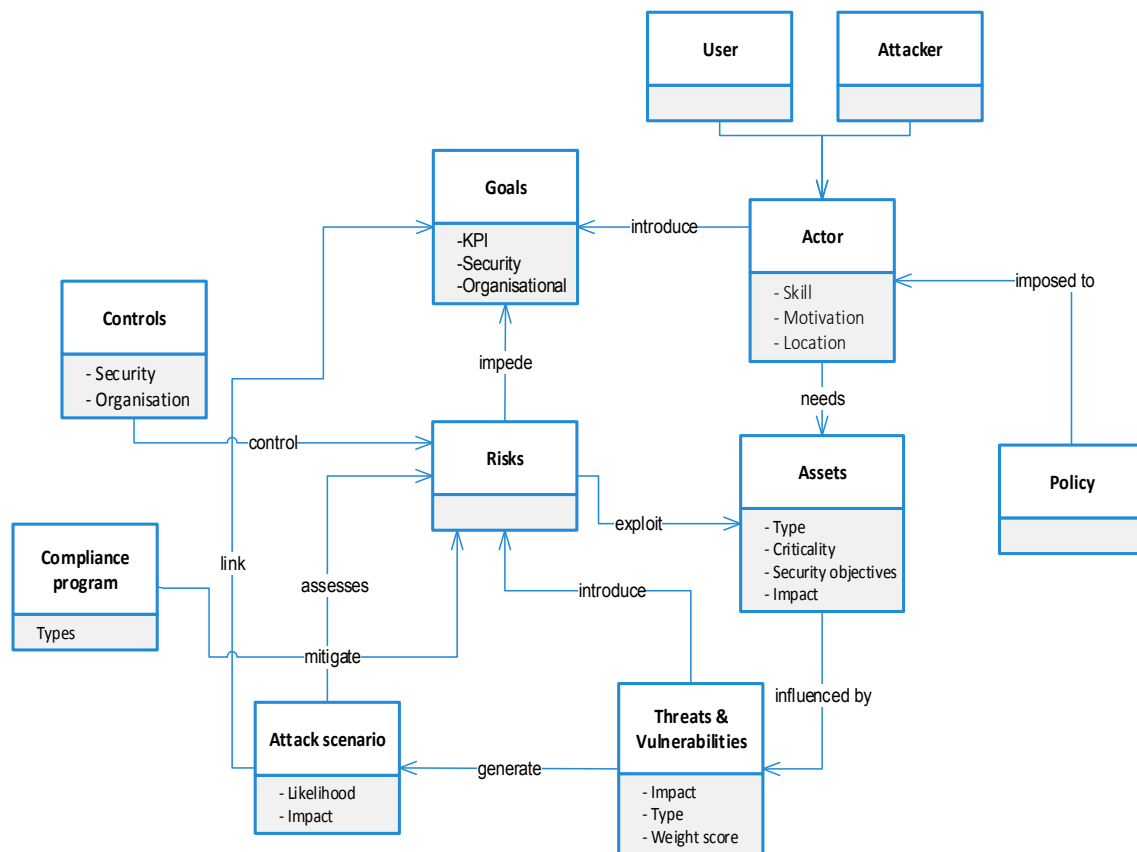 User
Attacker
Goals
-KPI
-Security
-Organisational
introduce
Actor
- Skill
- Motivation
- Location
imposed to
Controls
- Security
- Organisation
impede
needs
control
Risks
Assets
- Type
- Criticality
- Security objectives
- Impact
Policy
exploit
Compliance
program
Types
link
assesses
introduce
mitigate
influenced by
Attack scenario
- Likelihood
- Impact
generate
Threats &
Vulnerabilities
- Impact
- Type
- Weight score